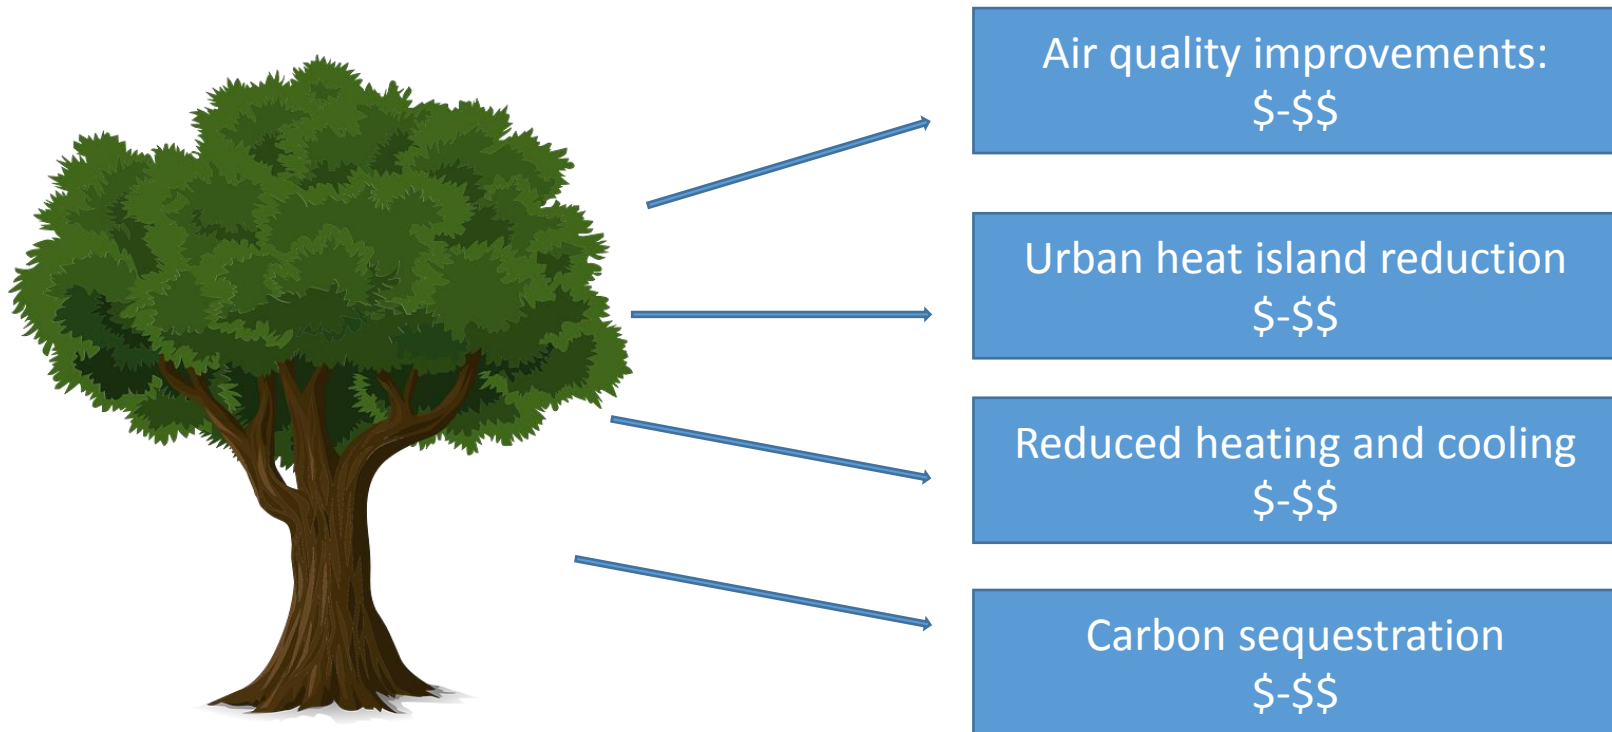 Air quality improvements:
$-$$
Urban heat island reduction
$-$$
Reduced heating and cooling
$-$$
Carbon sequestration
$-$$